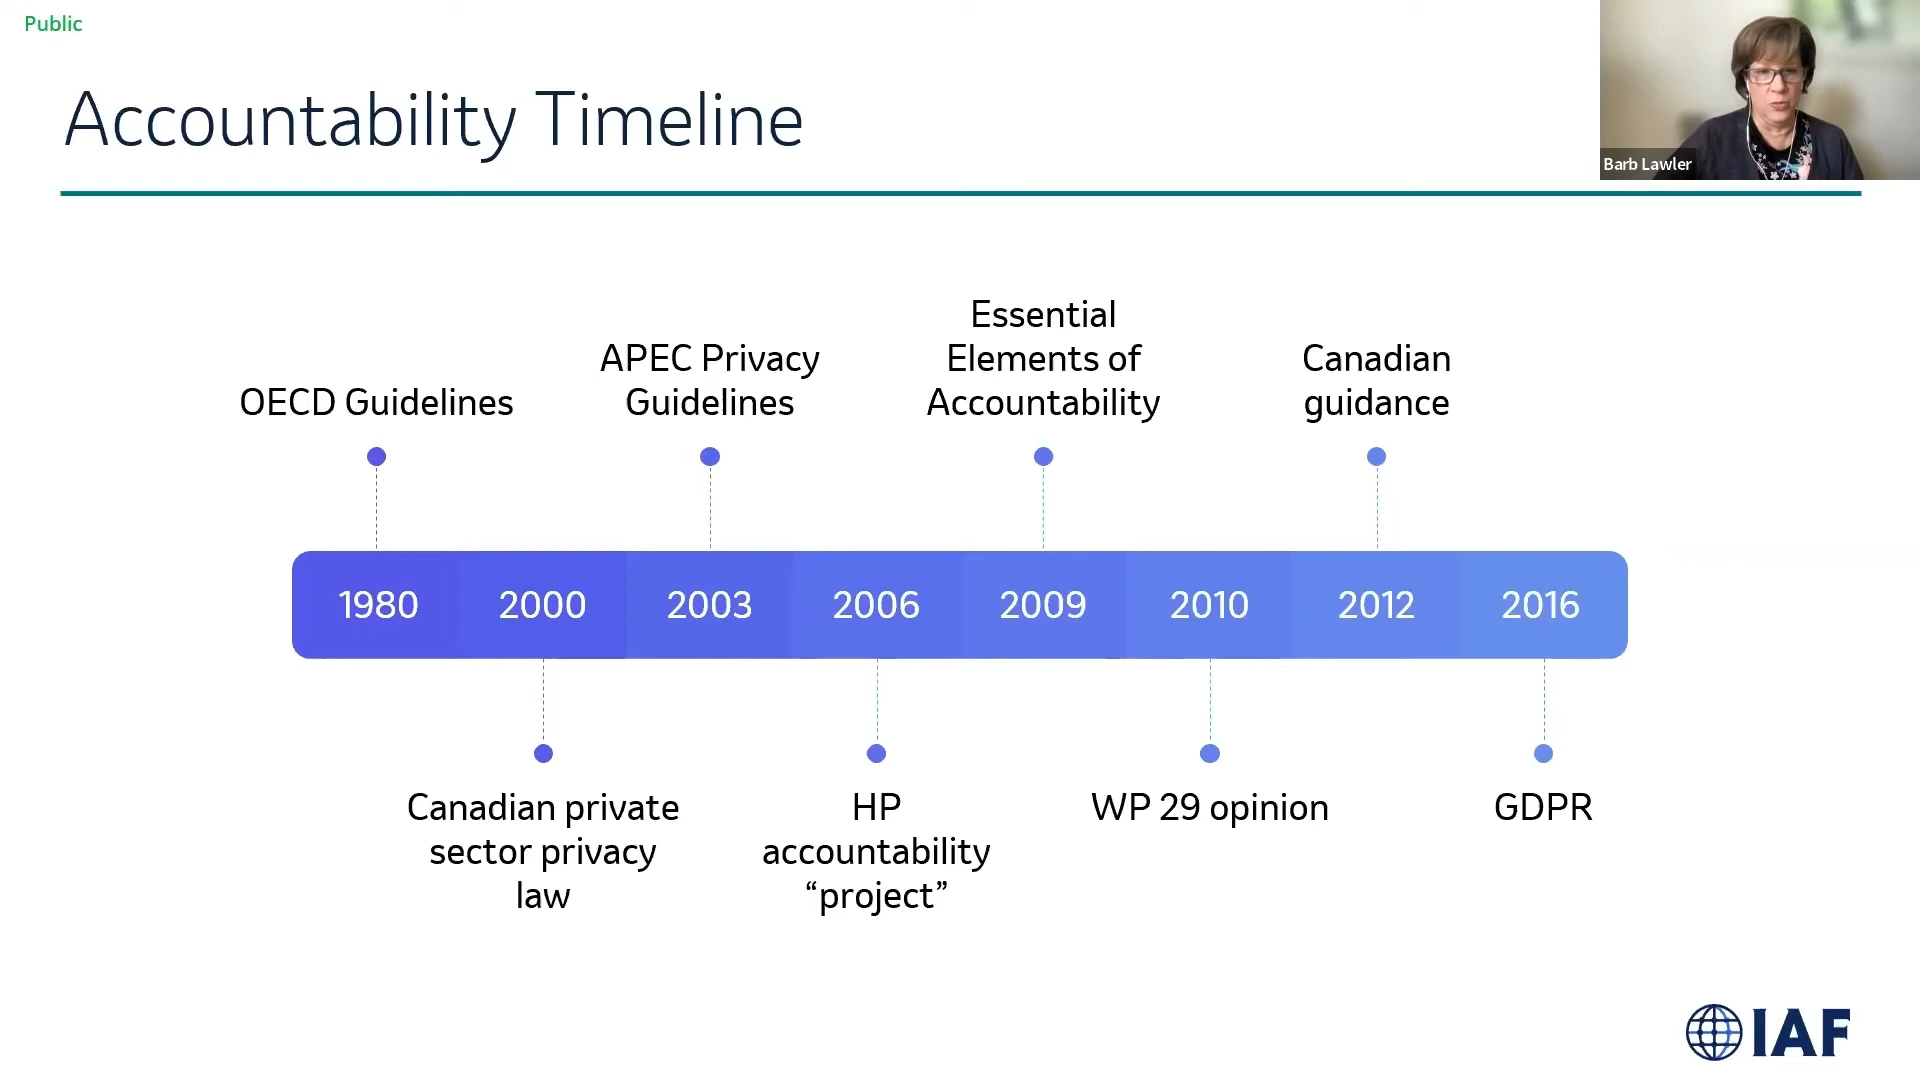 Public
Accountability Timeline
Barb Lawler
OECD Guidelines
APEC Privacy
Guidelines
Essential
Elements of
Accountability
Canadian
guidance
1980
2000
2003
2006
2009
2010
2012
2016
Canadian private
sector privacy
law
HP
accountability
“project”
WP 29 opinion
GDPR
IAF